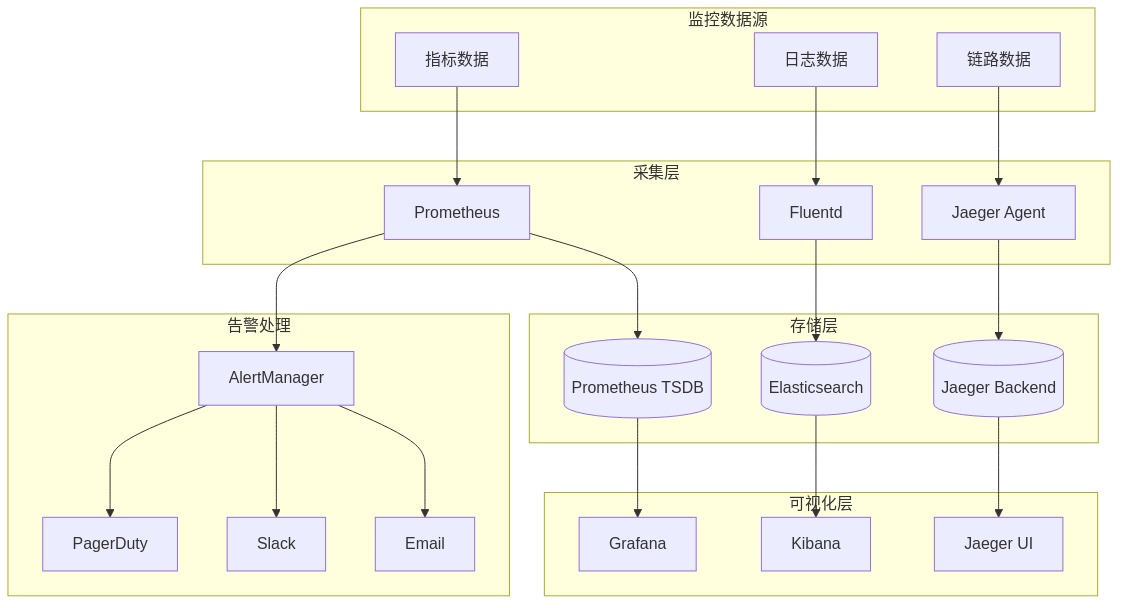 监控数据源
指标数据
日志数据
链路数据
采集层
Prometheus
Fluentd
Jaeger Agent
告警处理
AlertManager
PagerDuty
Slack
Email
存储层
Prometheus TSDB
Elasticsearch
Jaeger Backend
可视化层
Grafana
Kibana
Jaeger UI